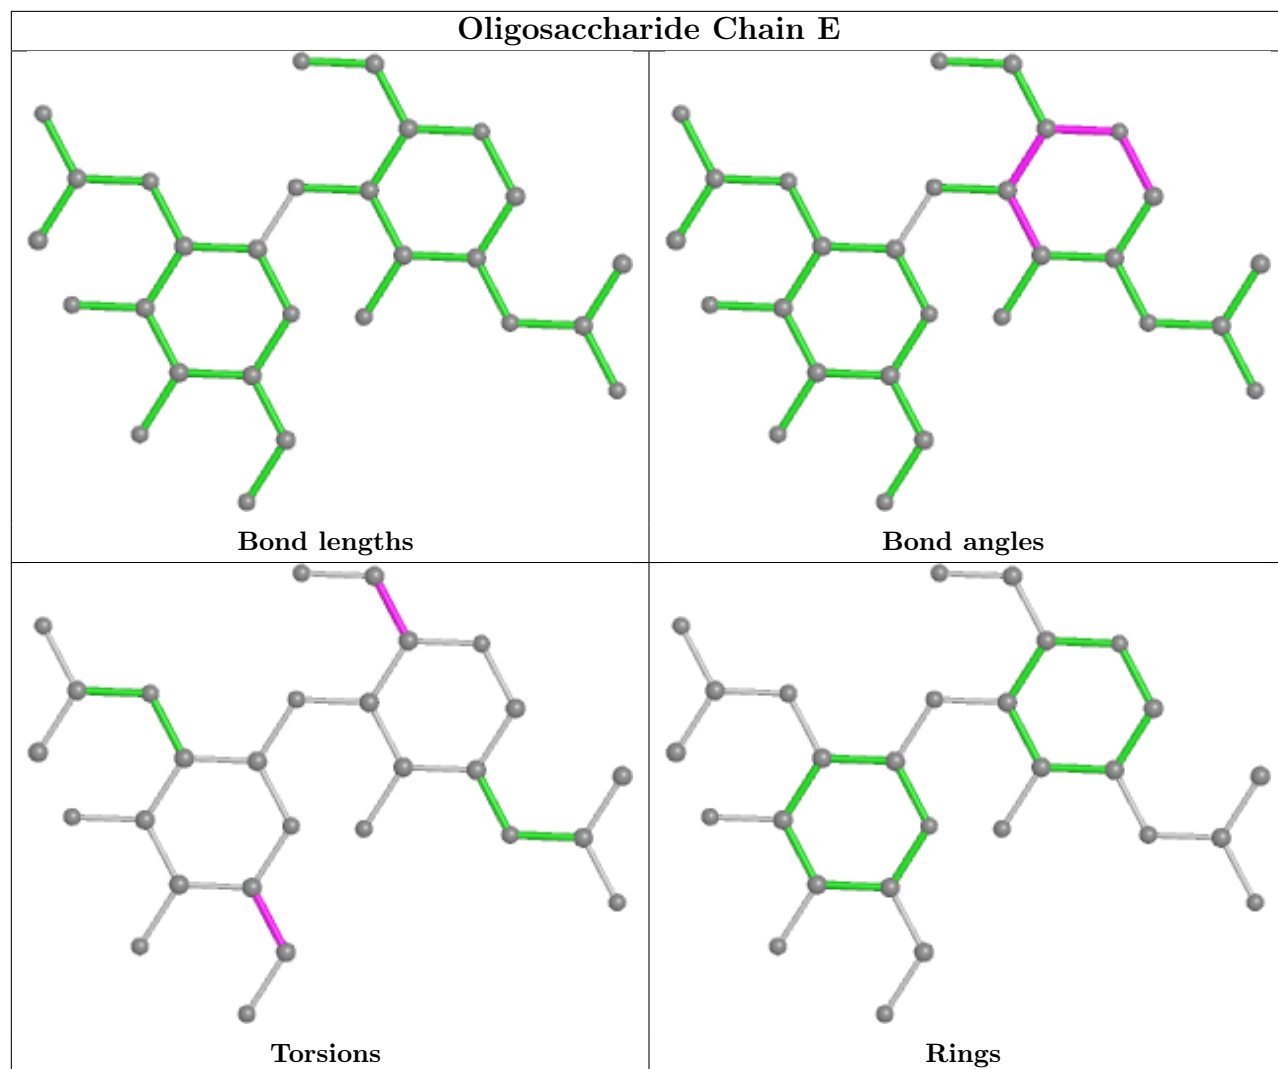 Oligosaccharide Chain E
Bond lengths
Bond angles
Torsions
Rings